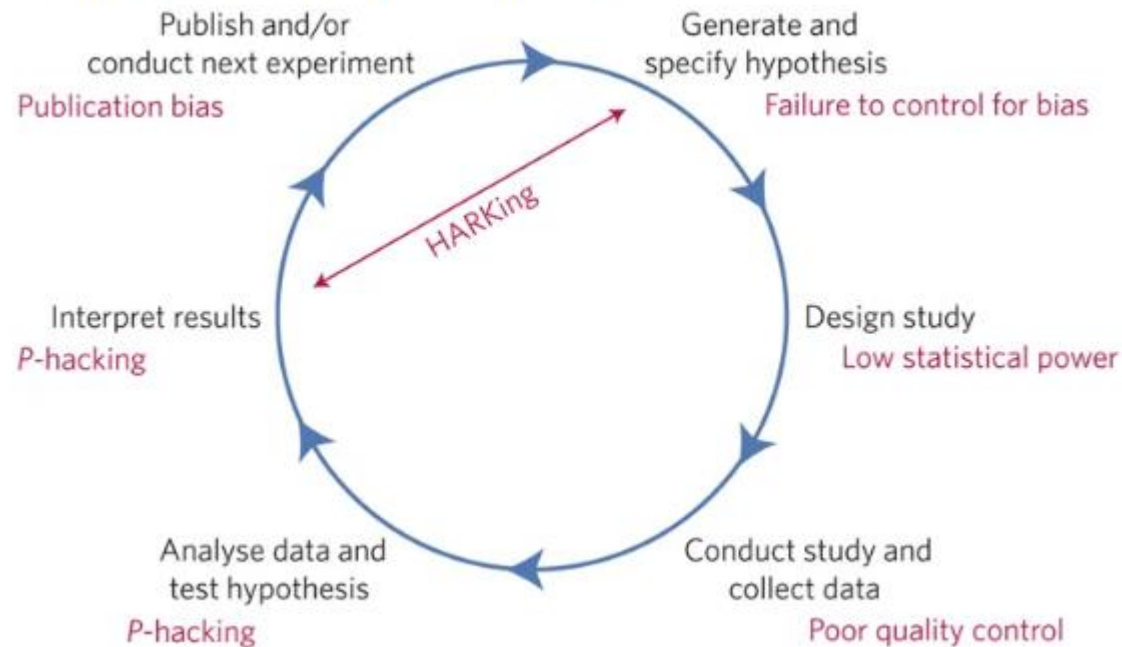 Publish and/or
conduct next experiment
Publication bias
Generate and
specify hypothesis
Failure to control for bias
HARKing
Interpret results
P-hacking
Design study
Low statistical power
Analyse data and
test hypothesis
P-hacking
Conduct study and
collect data
Poor quality control